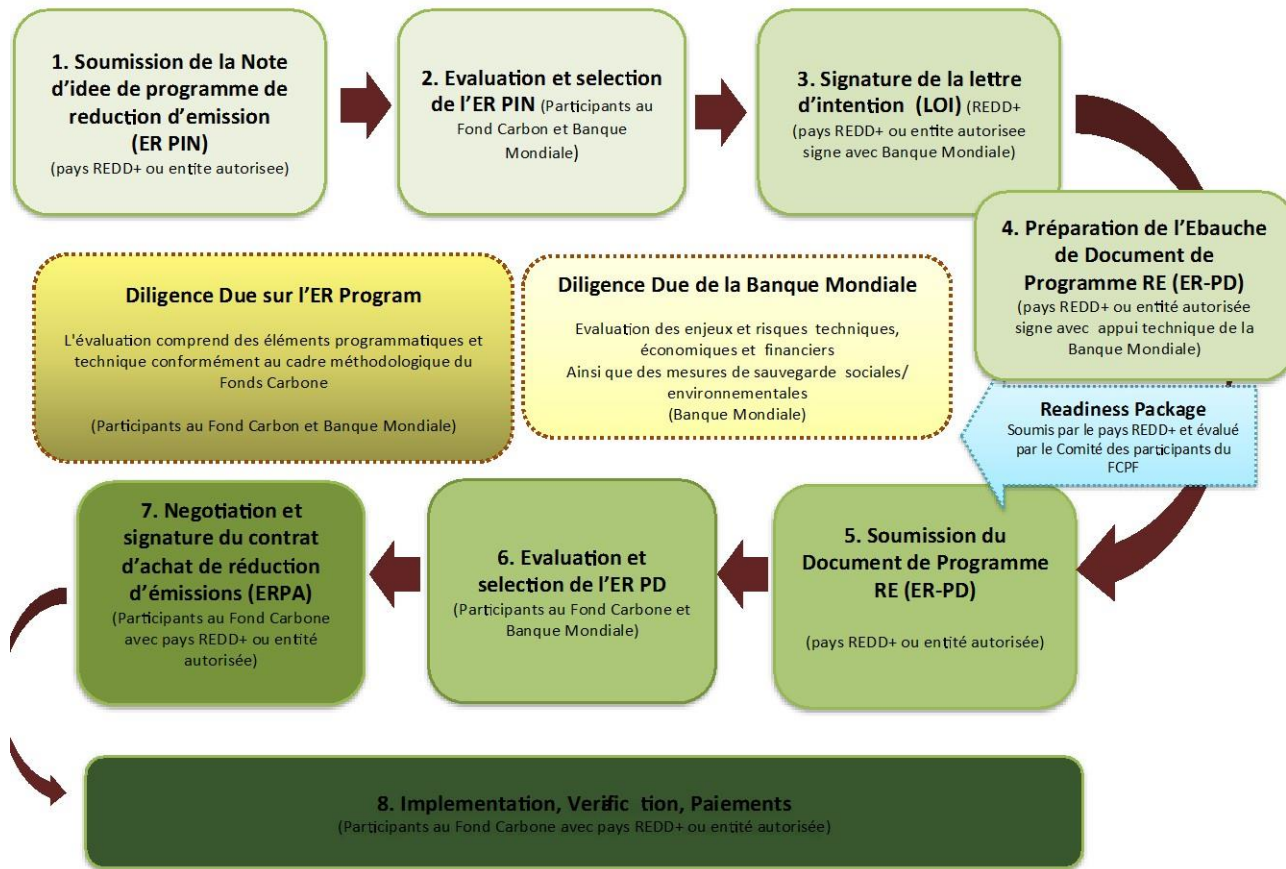 1. Soumission de la Note
d'idee de programme de
reduction d'emission
(ER PIN)
(pays REDD+ ou entite autorisee)
2. Evaluation et selection
de l'ER PIN (Participants au
Fond Carbon et Banque
Mondiale)
3. Signature de la lettre
d'intention (LOI) (REDD+
(pays REDD+ ou entite autorisee
signe avec Banque Mondiale)
4. Préparation de l'Ebauche
de Document de
Programme RE (ER-PD)
(pays REDD+ ou entité autorisée
signe avec appui technique de la
Banque Mondiale)
Diligence Due sur l'ER Program
L'évaluation comprend des éléments programmatiques et
technique conformément au cadre méthodologique du
Fonds Carbone
(Participants au Fond Carbon et Banque Mondiale)
Diligence Due de la Banque Mondiale
Evaluation des enjeux et risques techniques,
économiques et financiers
Ainsi que des mesures de sauvegarde sociales/
environnementales
(Banque Mondiale)
Readiness Package
Soumis par le pays REDD+ et évalué
par le Comité des participants du
FCPF
5. Soumission du
Document de Programme
RE (ER-PD)
(pays REDD+ ou entité autorisée)
6. Evaluation et
selection de l'ER PD
(Participants au Fond Carbone et
Banque Mondiale)
7. Negotiation et
signature du contrat
d'achat de réduction
d'émissions (ERPA)
(Participants au Fond Carbone
avec pays REDD+ ou entité
autorisée)
8. Implementation, Verific tion, Paiements
(Participants au Fond Carbone avec pays REDD+ ou entité autorisée)